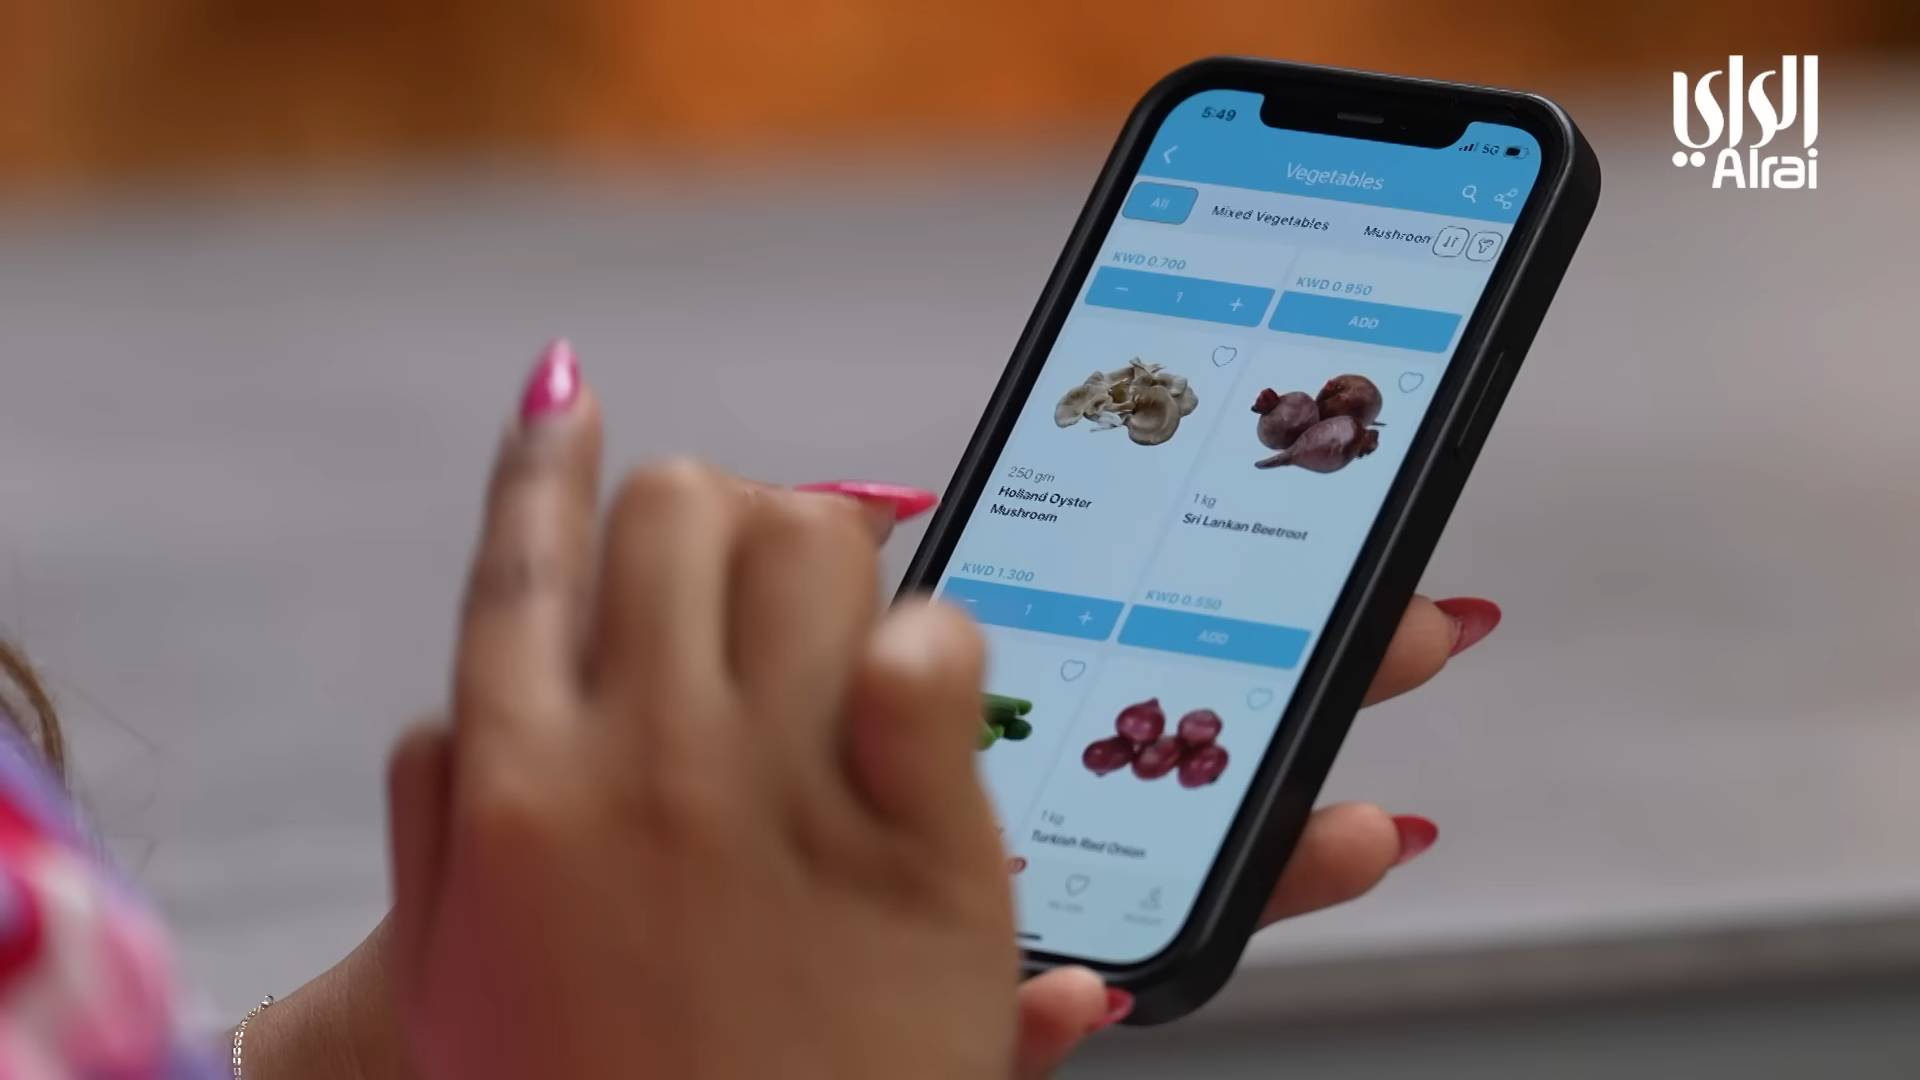 الراي
Alrai
5:49
5G
Vegetables
All
Mixed Vegetables
Mushroom
KWD 0.700
KWD 0.950
− 1 +
ADD
250 gm
Holland Oyster
Mushroom
1 kg
Sri Lankan Beetroot
KWD 1.300
KWD 0.550
− 1 +
ADD
1 kg
Turkish Red Onion